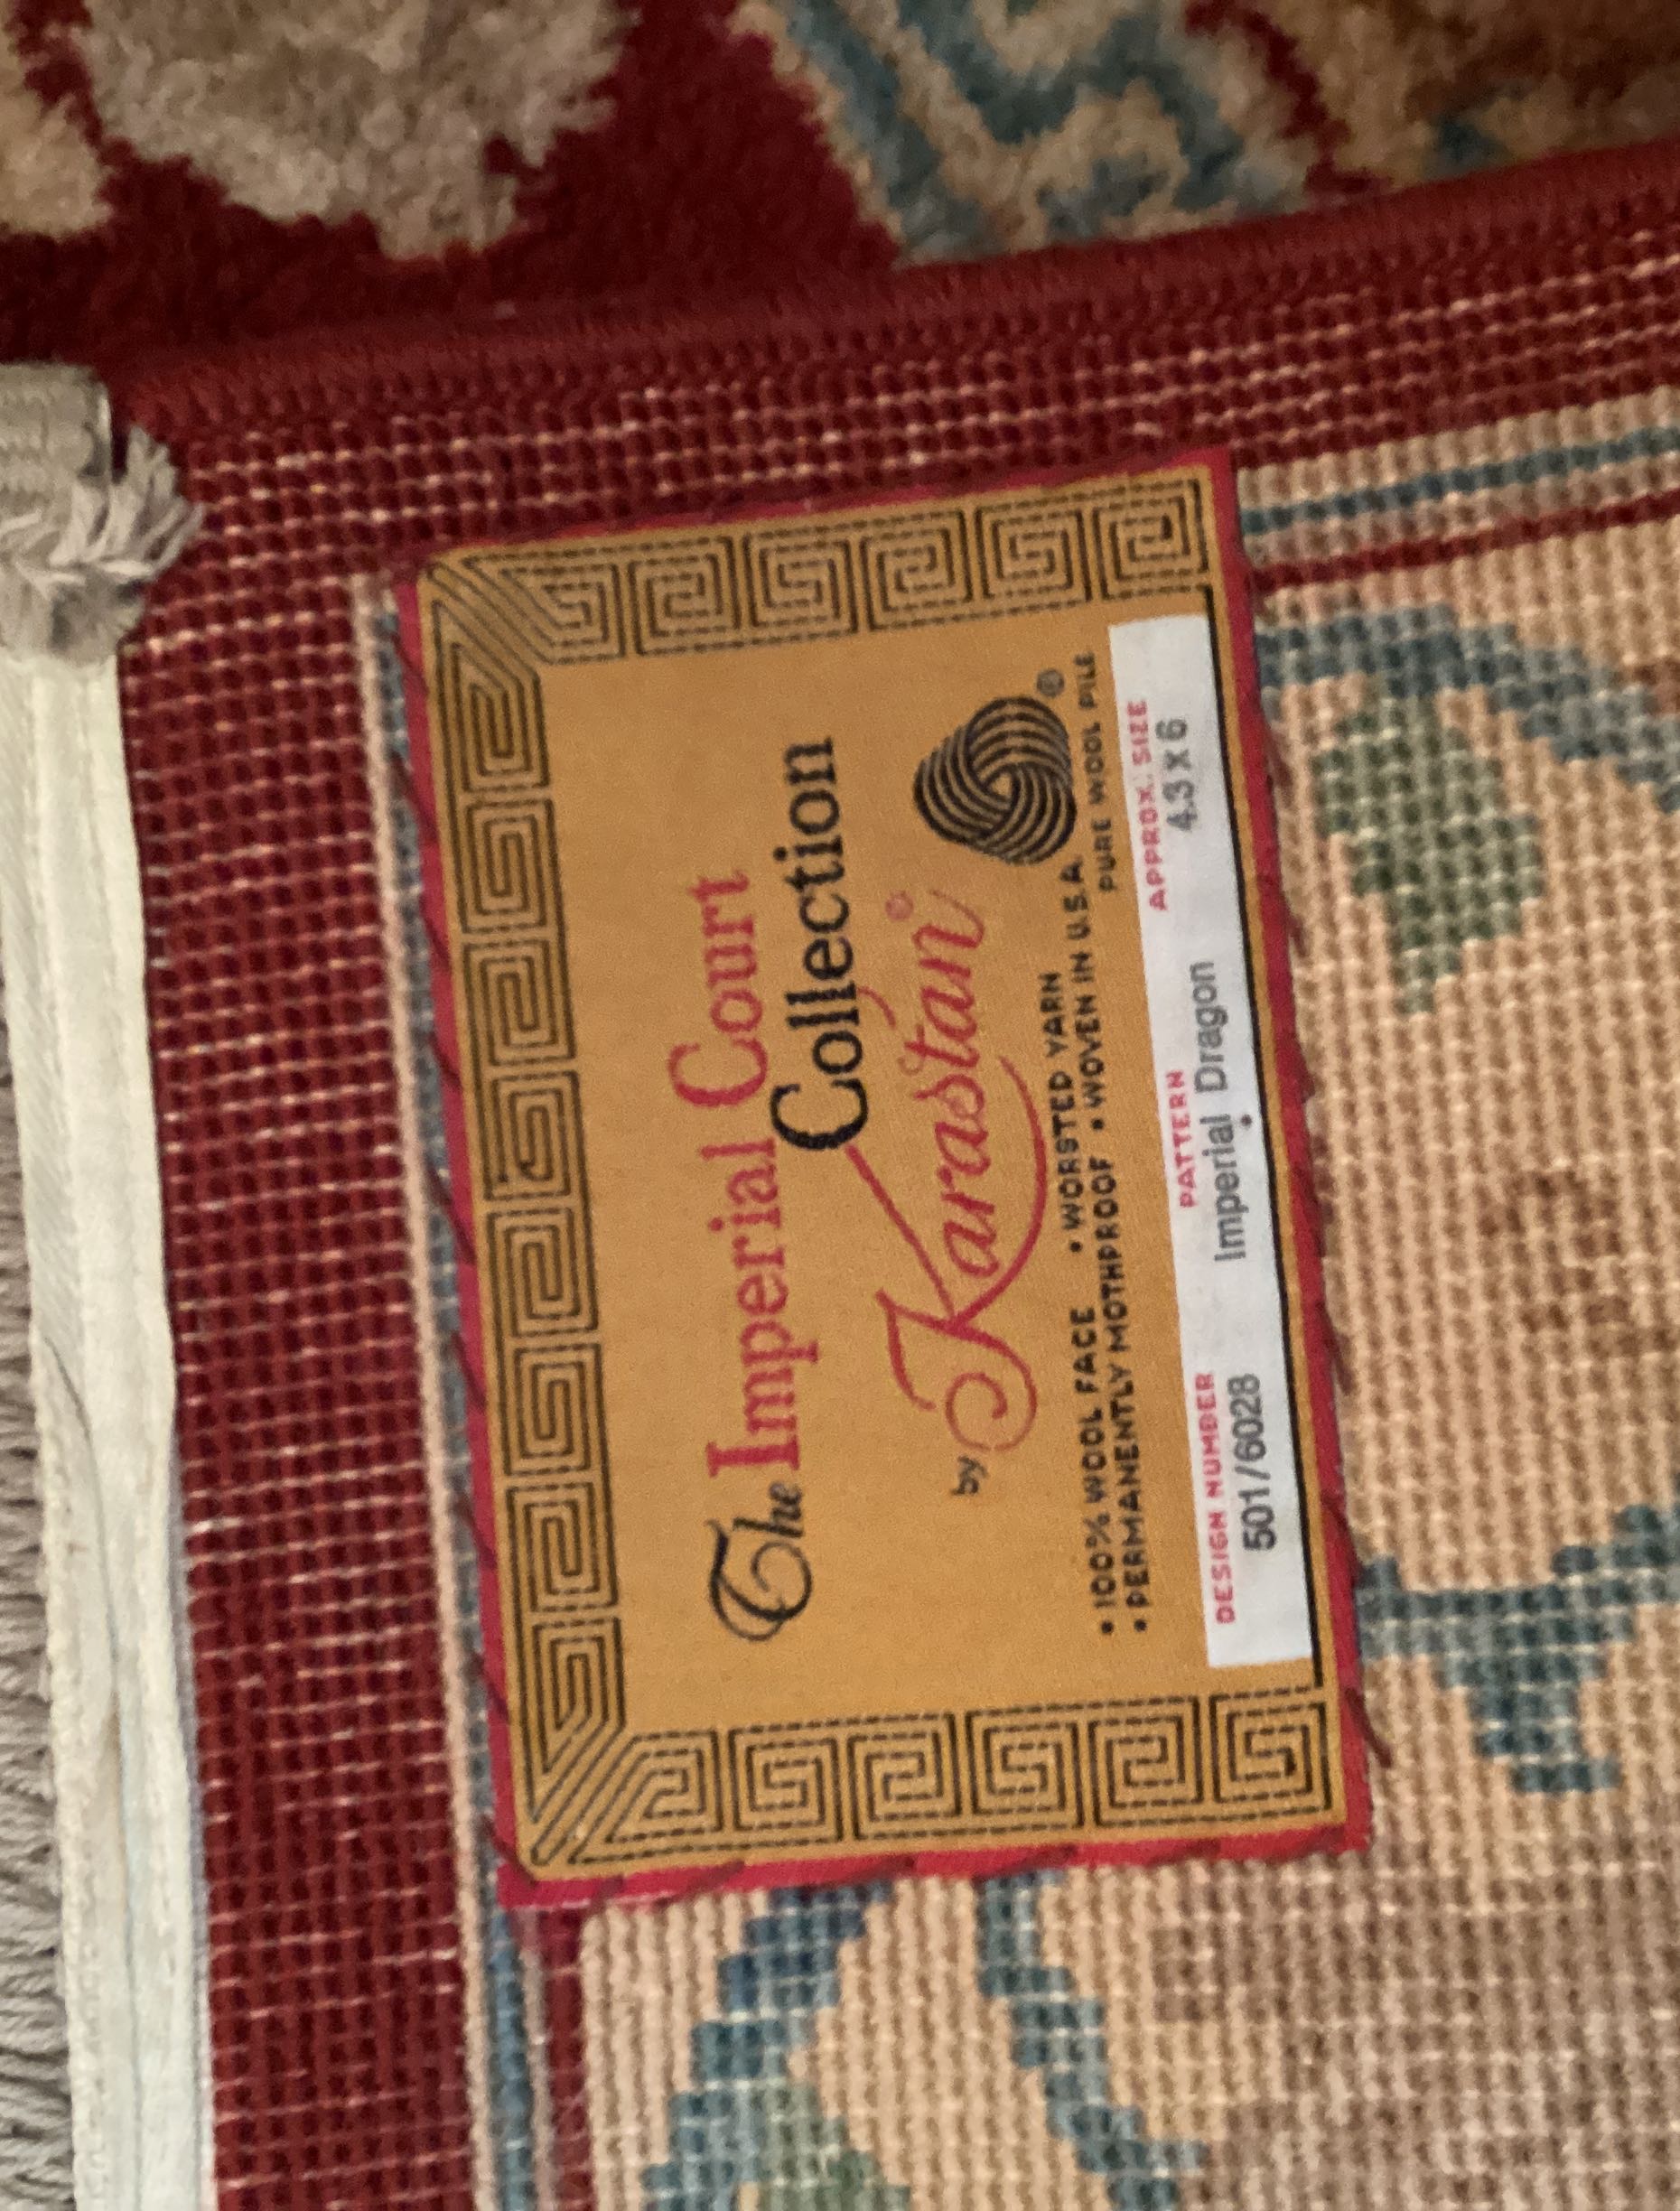 The Imperial Court
Collection
by Karastan®
• 100% WOOL FACE • WORSTED YARN
• PERMANENTLY MOTHPROOF • WOVEN IN U.S.A.
®
PURE WOOL PILE
DESIGN NUMBER PATTERN APPROX. SIZE
501/6028 Imperial Dragon 4.3 X 6